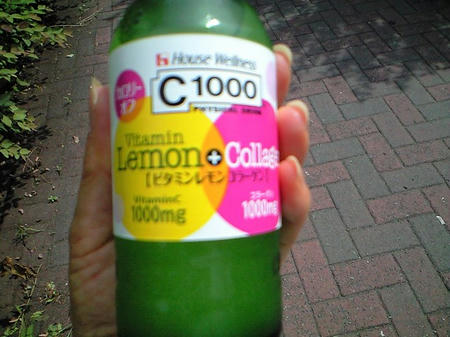 House Wellness
C1000
カロリー
オフ
Vitamin
Lemon + Collage
【ビタミンレモンコラーゲン】
VitaminC
1000mg
コラーゲン
1000mg